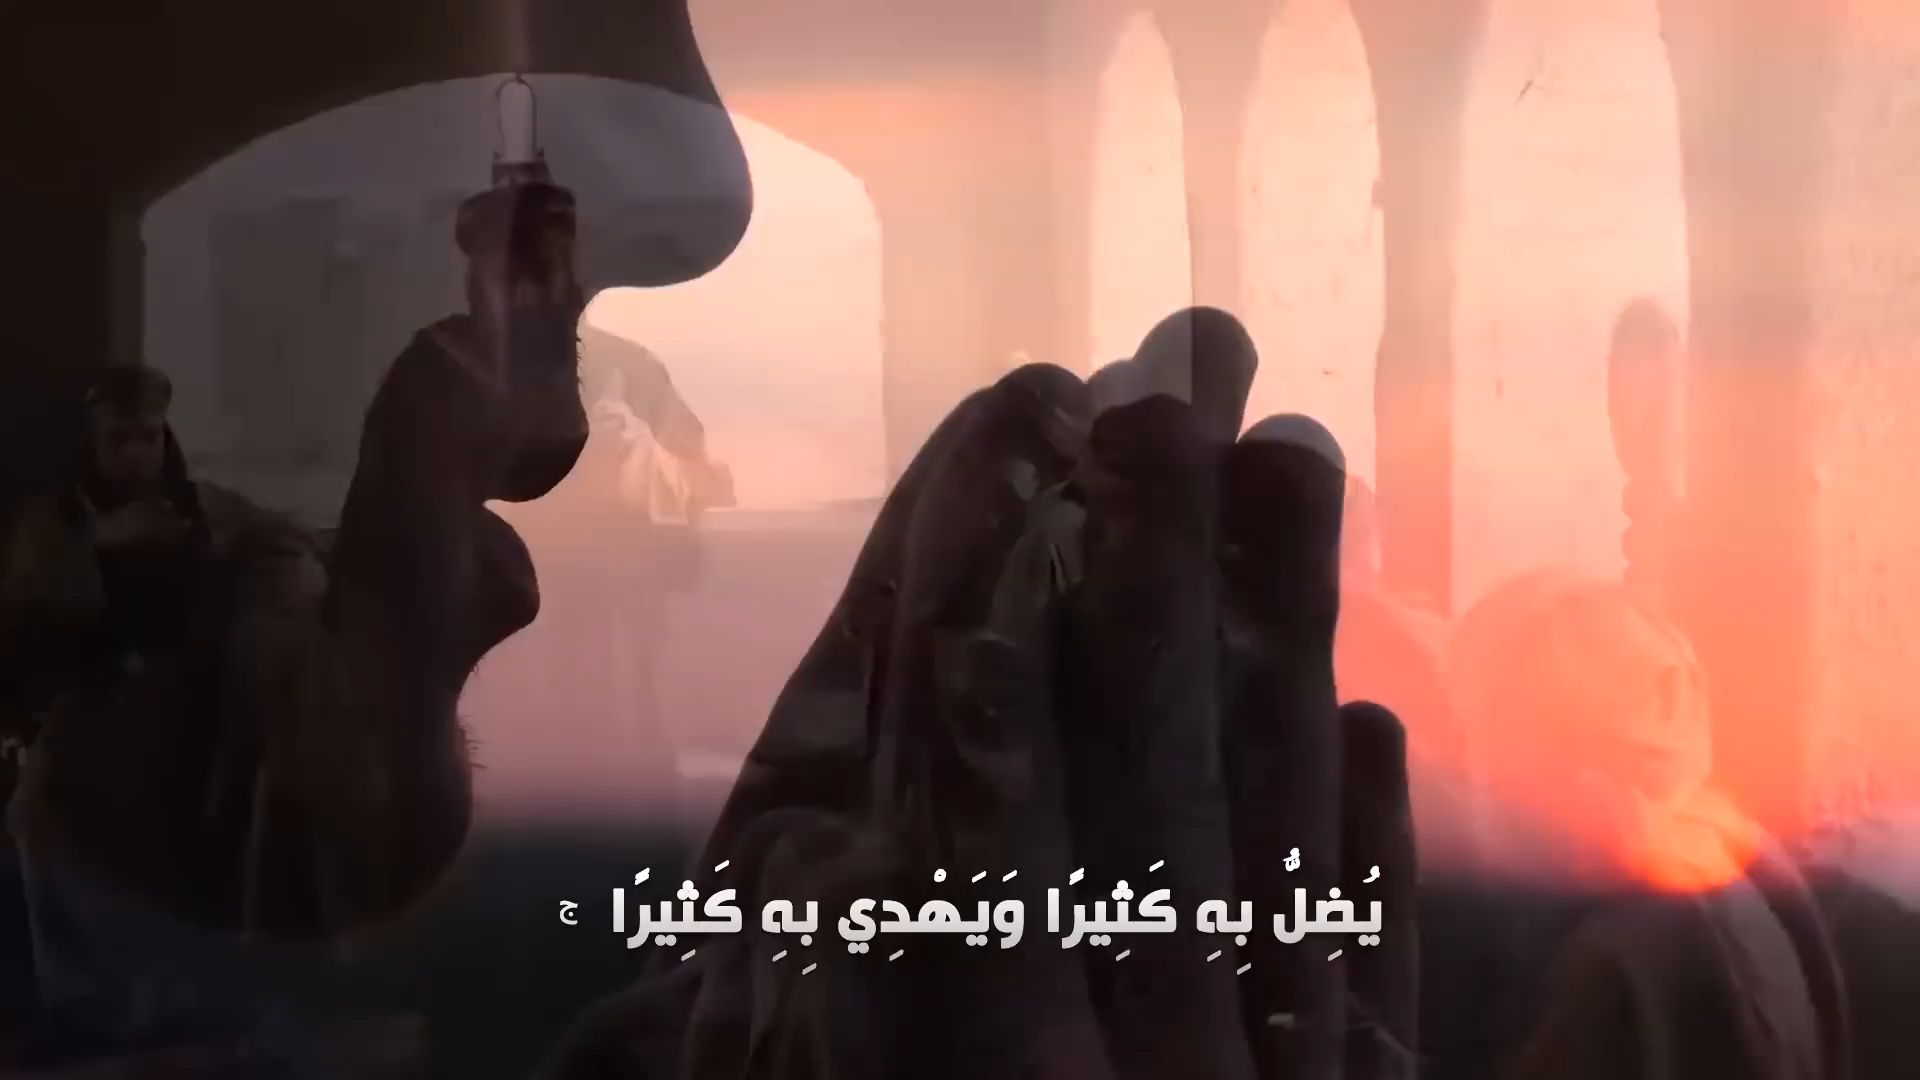 يُضِلُّ بِهِ كَثِيرًا وَيَهْدِي بِهِ كَثِيرًا ۚ